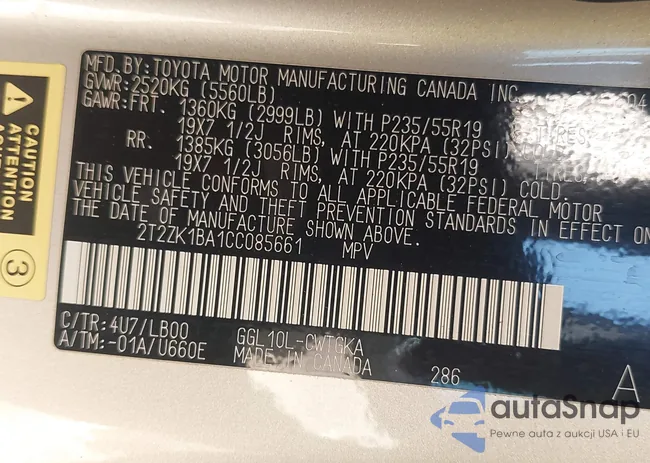 MFD. BY: TOYOTA MOTOR MANUFACTURING CANADA INC.
GVWR: 2520KG (5560LB)
GAWR: FRT. 1360KG (2999LB) WITH P235/55R19
19X7 1/2J RIMS, AT 220KPA (32PSI)
RR. 1385KG (3056LB) WITH P235/55R19
19X7 1/2J RIMS, AT 220KPA (32PSI) COLD.
THIS VEHICLE CONFORMS TO ALL APPLICABLE FEDERAL MOTOR
VEHICLE SAFETY AND THEFT PREVENTION STANDARDS IN EFFECT ON
THE DATE OF MANUFACTURE SHOWN ABOVE.
2T2ZK1BA1CC085661 MPV
C/TR: 4U7/LB00 GGL10L-CWTGKA
A/TM: -01A/U660E MADE IN CANADA 286 A
CAUTION
ATTENTION
3
autaSnap
Pewne auta z aukcji USA i EU